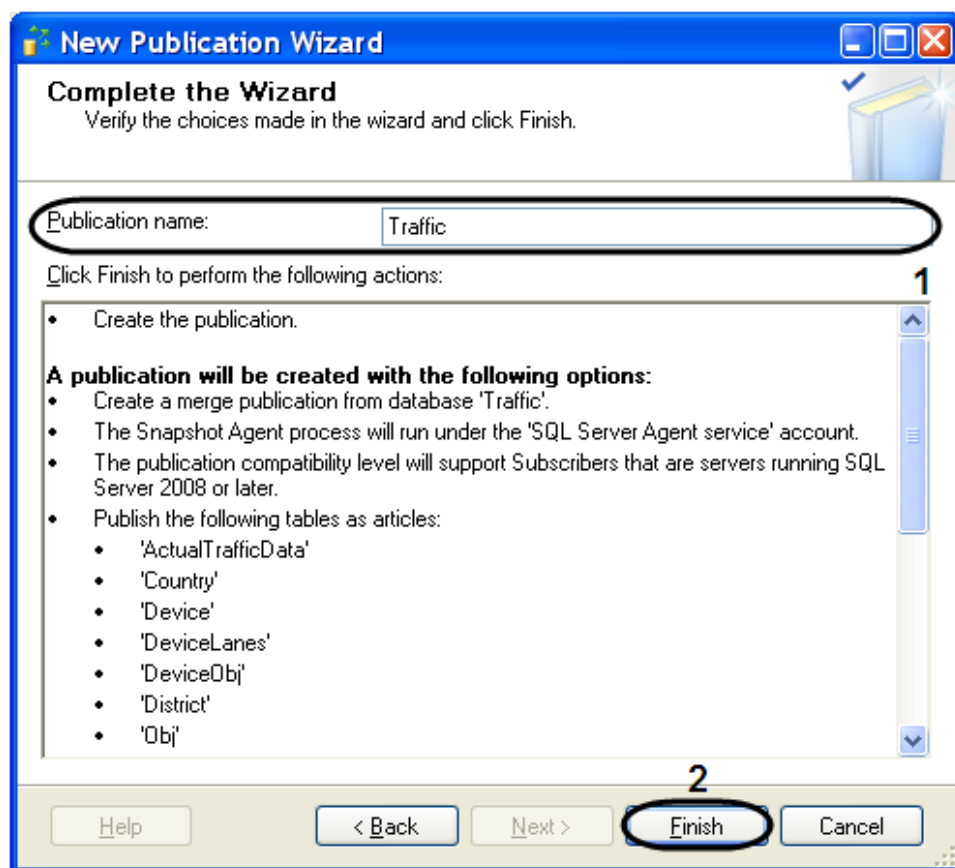 New Publication Wizard
Complete the Wizard
Verify the choices made in the wizard and click Finish.
Publication name:
Traffic
Click Finish to perform the following actions:
1
• Create the publication.
A publication will be created with the following options:
• Create a merge publication from database 'Traffic'.
• The Snapshot Agent process will run under the 'SQL Server Agent service' account.
• The publication compatibility level will support Subscribers that are servers running SQL
Server 2008 or later.
• Publish the following tables as articles:
• 'ActualTrafficData'
• 'Country'
• 'Device'
• 'DeviceLanes'
• 'DeviceObj'
• 'District'
• 'Obj'
2
Help
< Back
Next >
Finish
Cancel